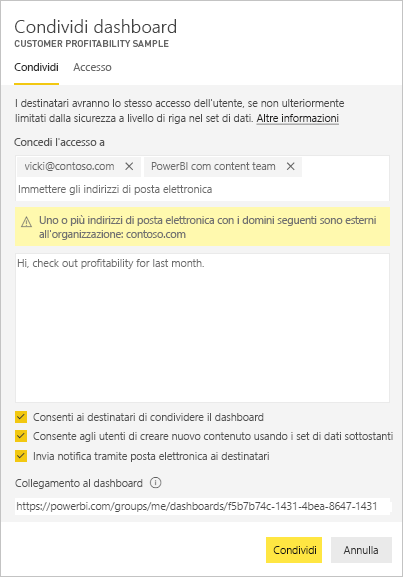 Condividi dashboard
CUSTOMER PROFITABILITY SAMPLE
Condividi Accesso
I destinatari avranno lo stesso accesso dell'utente, se non ulteriormente
limitati dalla sicurezza a livello di riga nel set di dati. Altre informazioni
Concedi l'accesso a
vicki@contoso.com PowerBI com content team
Immettere gli indirizzi di posta elettronica
Uno o più indirizzi di posta elettronica con i domini seguenti sono esterni
all'organizzazione: contoso.com
Hi, check out profitability for last month.
Consenti ai destinatari di condividere il dashboard
Consente agli utenti di creare nuovo contenuto usando i set di dati sottostanti
Invia notifica tramite posta elettronica ai destinatari
Collegamento al dashboard
https://powerbi.com/groups/me/dashboards/f5b7b74c-1431-4bea-8647-1431
Condividi Annulla